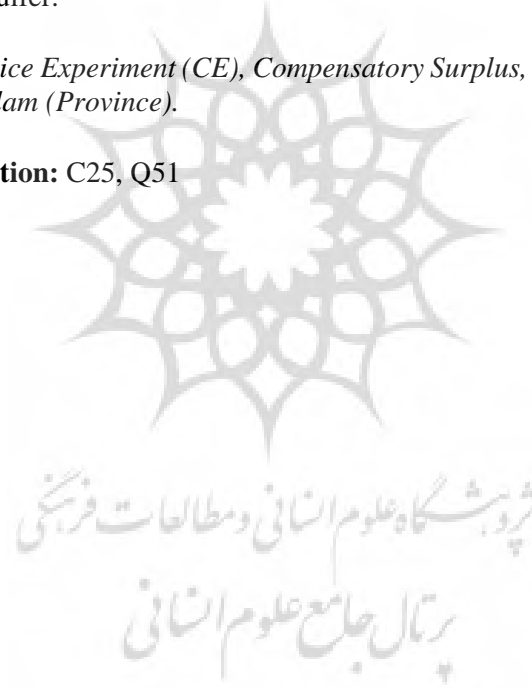 ice Experiment (CE), Compensatory Surplus,
lam (Province).
tion: C25, Q51
پژوهشگاه علوم انسانی و مطالعات فرهنگی
پرتال جامع علوم انسانی